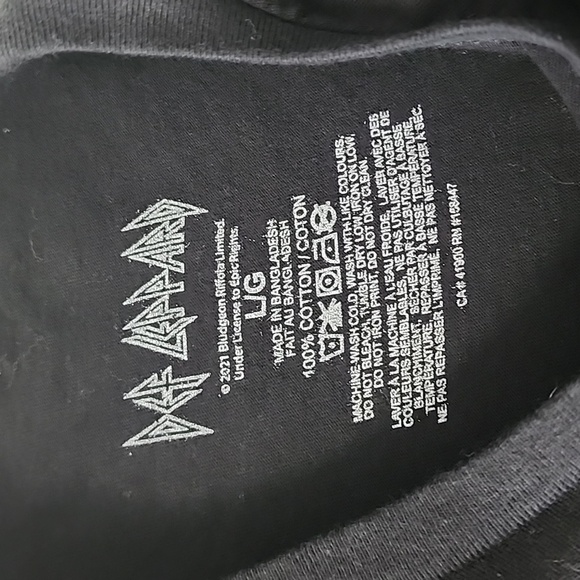 DEF LEPPARD
© 2021 Bludgeon Riffola Limited.
Under License to Epic Rights.
L/G
MADE IN BANGLADESH
FAIT AU BANGLADESH
100% COTTON / COTON
MACHINE WASH COLD WASH WITH LIKE COLOURS,
DO NOT BLEACH, TUMBLE DRY LOW, IRON ON LOW,
DO NOT IRON PRINT, DO NOT DRY CLEAN.
LAVER À LA MACHINE À L'EAU FROIDE, LAVER AVEC DES
COULEURS SEMBLABLES, NE PAS UTILISER D'AGENT DE
BLANCHIMENT, SÉCHER PAR CULBUTAGE À BASSE
TEMPÉRATURE, REPASSER À BASSE TEMPÉRATURE,
NE PAS REPASSER L'IMPRIMÉ, NE PAS NETTOYER À SEC.
CA# 41900 RN #158447